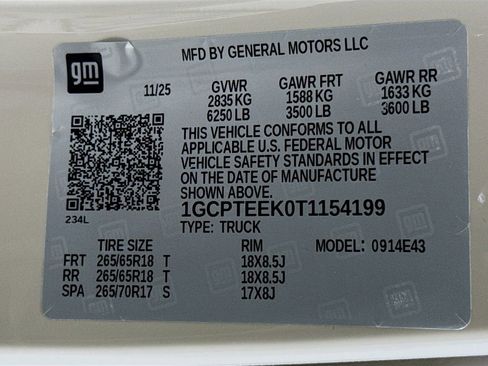 gm
MFD BY GENERAL MOTORS LLC
11/25 GVWR GAWR FRT GAWR RR
2835 KG 1588 KG 1633 KG
6250 LB 3500 LB 3600 LB
THIS VEHICLE CONFORMS TO ALL
APPLICABLE U.S. FEDERAL MOTOR
VEHICLE SAFETY STANDARDS IN EFFECT
ON THE DATE OF MANUFACTURE
SHOWN ABOVE.
234L
1GCPTEEK0T1154199
TYPE: TRUCK
TIRE SIZE RIM MODEL: 0914E43
FRT 265/65R18 T 18X8.5J
RR 265/65R18 T 18X8.5J
SPA 265/70R17 S 17X8J